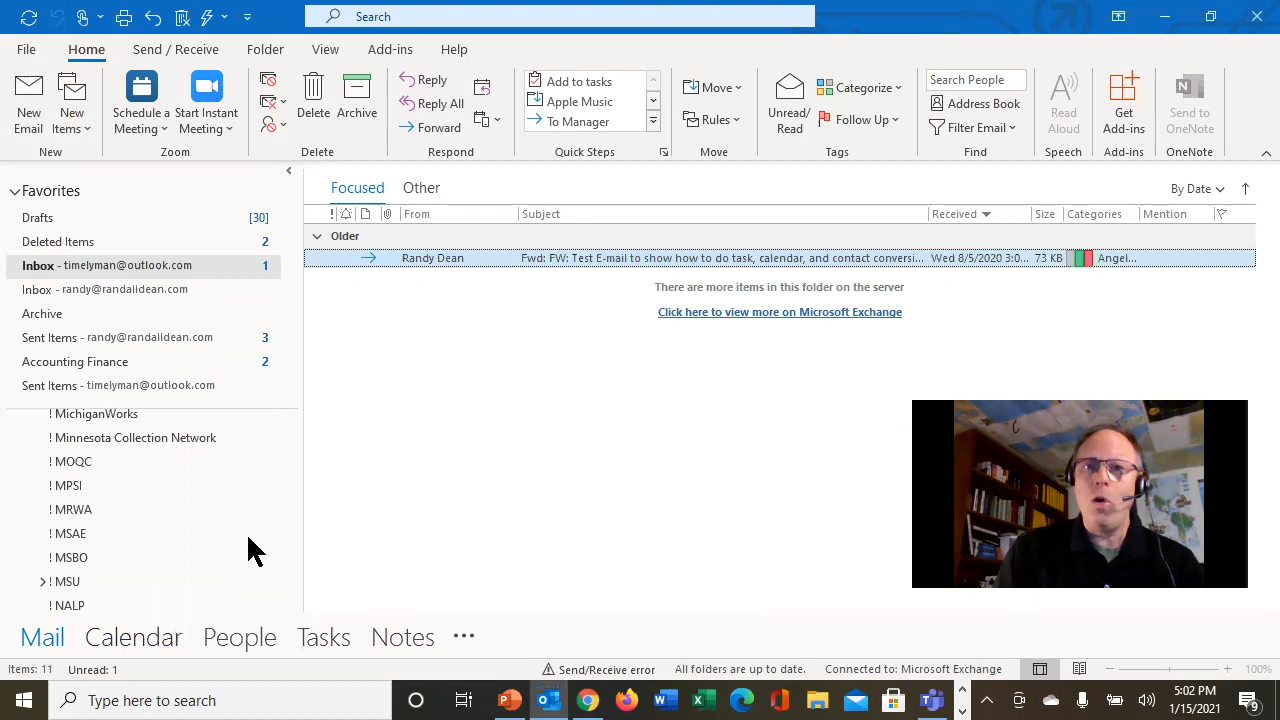 Search
File Home Send / Receive Folder View Add-ins Help
New Email
New Items
New
Schedule a Meeting
Start Instant Meeting
Zoom
Delete
Archive
Delete
Reply
Reply All
Forward
Respond
Add to tasks
Apple Music
To Manager
Quick Steps
Move
Rules
Move
Unread/ Read
Categorize
Follow Up
Tags
Search People
Address Book
Filter Email
Find
Read Aloud
Speech
Get Add-ins
Add-ins
Send to OneNote
OneNote
Favorites
Drafts [30]
Deleted Items 2
Inbox - timelyman@outlook.com 1
Inbox - randy@randalldean.com
Archive
Sent Items - randy@randalldean.com 3
Accounting Finance 2
Sent Items - timelyman@outlook.com
! MichiganWorks
! Minnesota Collection Network
! MOQC
! MPSI
! MRWA
! MSAE
! MSBO
! MSU
! NALP
Focused Other By Date
! From Subject Received Size Categories Mention
Older
Randy Dean Fwd: FW: Test E-mail to show how to do task, calendar, and contact conversi... Wed 8/5/2020 3:0... 73 KB Angel...
There are more items in this folder on the server
Click here to view more on Microsoft Exchange
Mail Calendar People Tasks Notes ...
Items: 11 Unread: 1 Send/Receive error All folders are up to date. Connected to: Microsoft Exchange 100%
Type here to search
5:02 PM
1/15/2021
9